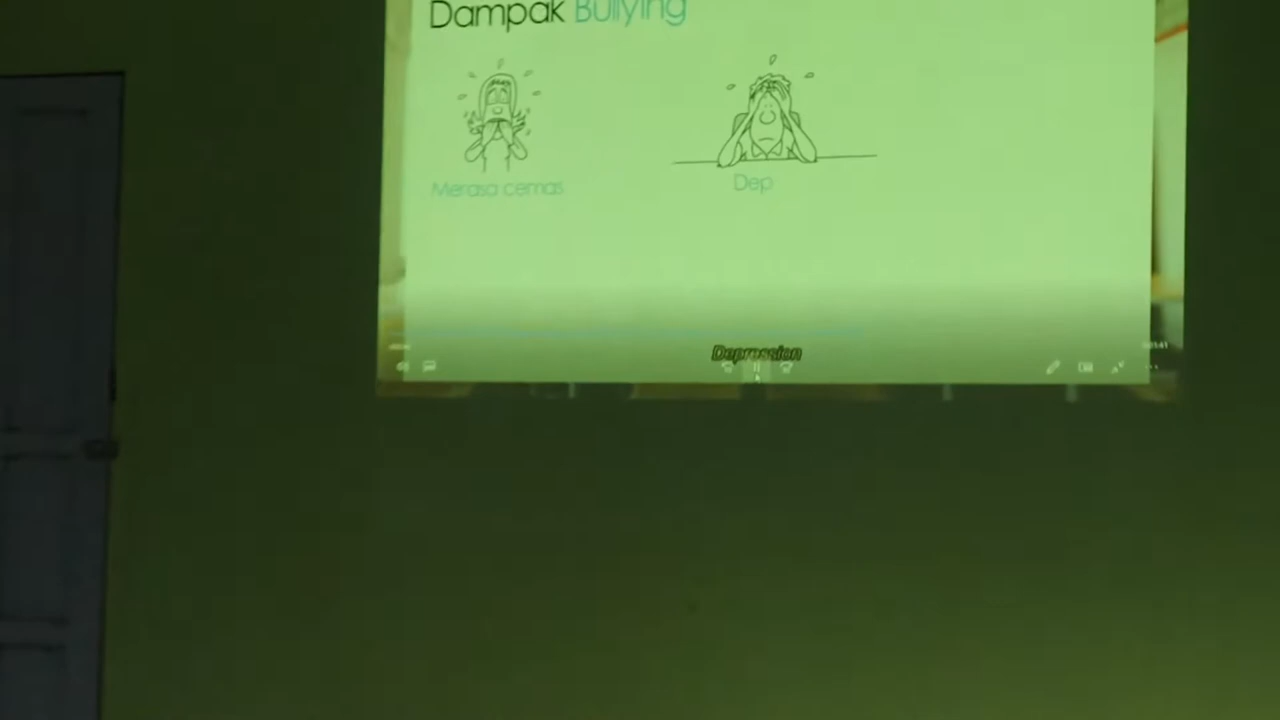 Dampak Bullying
Merasa cemas
Dep
Depression